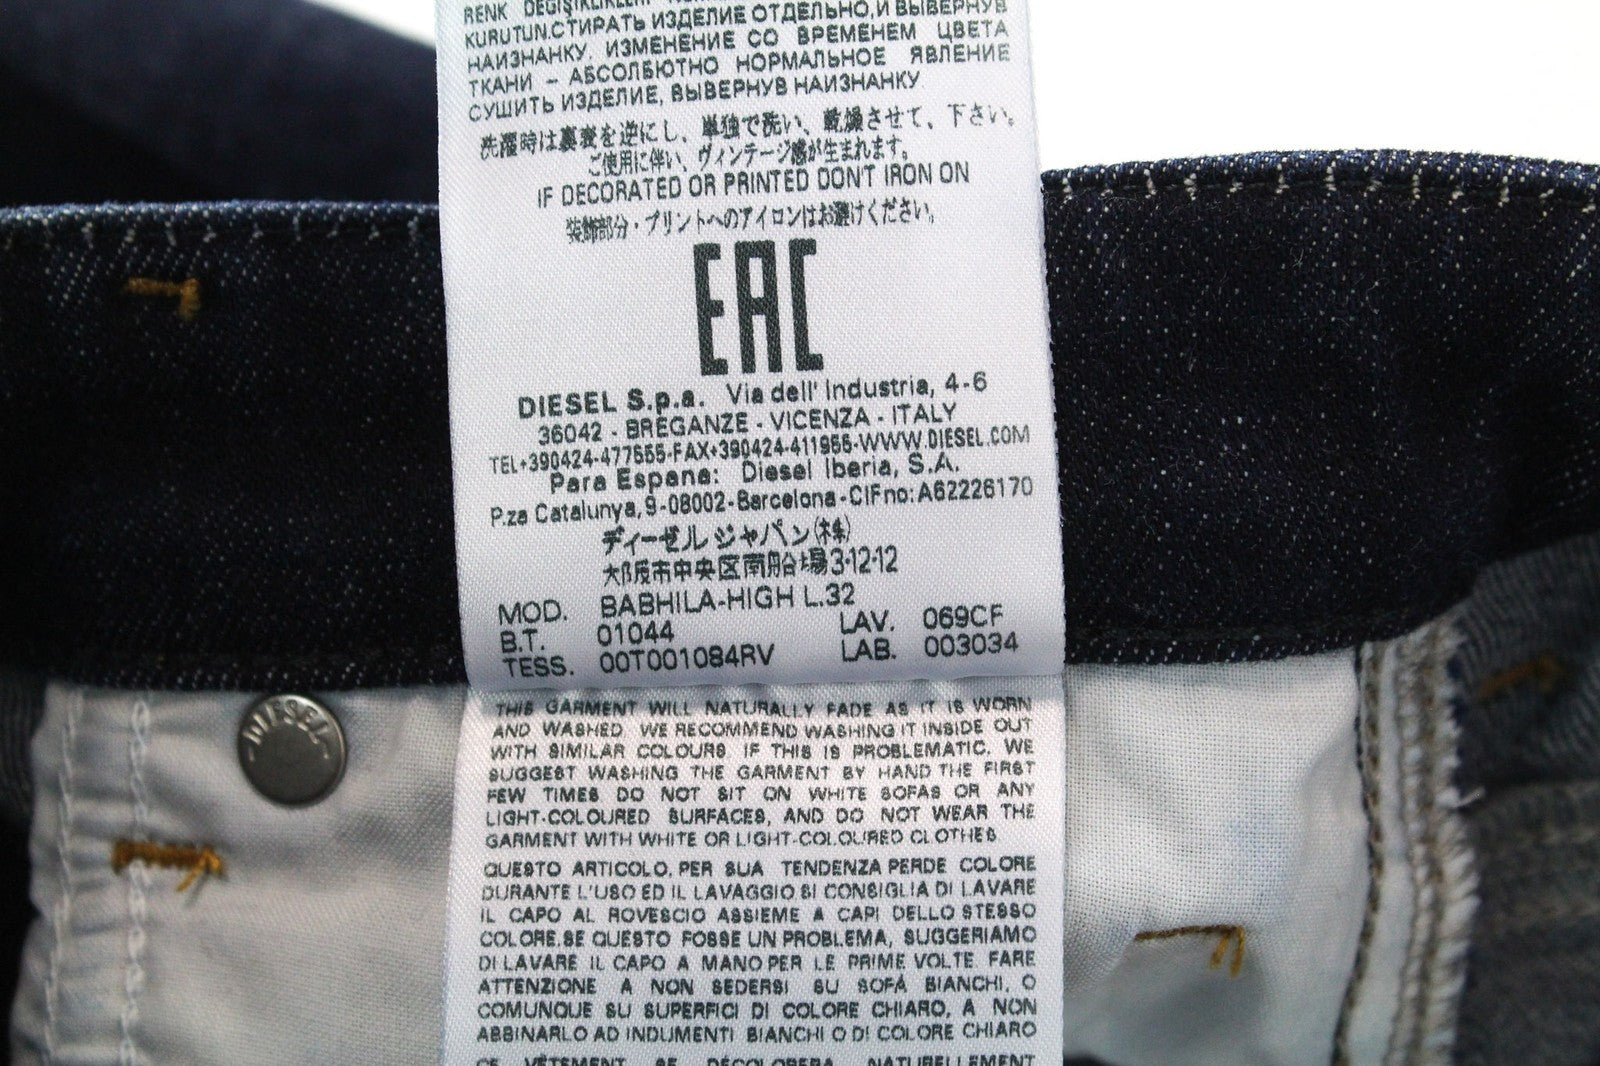 RENK DEĞİŞİKLİKLERİ
KURUTUN.СТИРАТЬ ИЗДЕЛИЕ ОТДЕЛЬНО,И ВЫВЕРНУВ
НАИЗНАНКУ. ИЗМЕНЕНИЕ СО ВРЕМЕНЕМ ЦВЕТА
ТКАНИ – АБСОЛЮТНО НОРМАЛЬНОЕ ЯВЛЕНИЕ
СУШИТЬ ИЗДЕЛИЕ, ВЫВЕРНУВ НАИЗНАНКУ
洗濯時は裏表を逆にし、単独で洗い、乾燥させて、下さい。
ご使用に伴い、ヴィンテージ感が生まれます。
IF DECORATED OR PRINTED DON'T IRON ON
装飾部分・プリントへのアイロンはお避けください。
EAC
DIESEL S.p.a. Via dell' Industria, 4-6
36042 - BREGANZE - VICENZA - ITALY
TEL+390424-477555-FAX+390424-411955-WWW.DIESEL.COM
Para Espana: Diesel Iberia, S.A.
P.za Catalunya, 9-08002-Barcelona-CIFno: A62226170
ディーゼル ジャパン(株)
大阪市中央区南船場3-12-12
MOD. BABHILA-HIGH L.32
B.T. 01044 LAV. 069CF
TESS. 00T001084RV LAB. 003034
DIESEL
THIS GARMENT WILL NATURALLY FADE AS IT IS WORN
AND WASHED. WE RECOMMEND WASHING IT INSIDE OUT
WITH SIMILAR COLOURS. IF THIS IS PROBLEMATIC. WE
SUGGEST WASHING THE GARMENT BY HAND THE FIRST
FEW TIMES. DO NOT SIT ON WHITE SOFAS OR ANY
LIGHT-COLOURED SURFACES, AND DO NOT WEAR THE
GARMENT WITH WHITE OR LIGHT-COLOURED CLOTHES
QUESTO ARTICOLO, PER SUA TENDENZA PERDE COLORE
DURANTE L'USO ED IL LAVAGGIO.SI CONSIGLIA DI LAVARE
IL CAPO AL ROVESCIO ASSIEME A CAPI DELLO STESSO
COLORE.SE QUESTO FOSSE UN PROBLEMA, SUGGERIAMO
DI LAVARE IL CAPO A MANO PER LE PRIME VOLTE. FARE
ATTENZIONE A NON SEDERSI SU SOFÀ BIANCHI, O
COMUNQUE SU SUPERFICI DI COLORE CHIARO, A NON
ABBINARLO AD INDUMENTI BIANCHI O DI COLORE CHIARO
CE VÊTEMENT SE DECOLORERA NATURELLEMENT